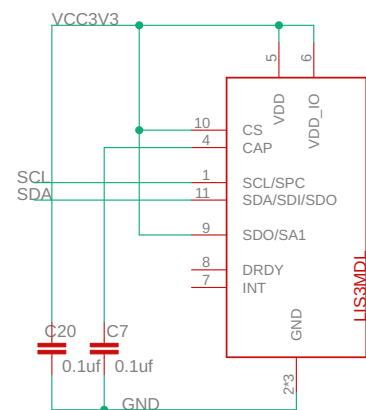 VCC3V3
5
6
VDD
VDD_IO
10
CS
4
CAP
SCL
1
SCL/SPC
SDA
11
SDA/SDI/SDO
9
SDO/SA1
8
DRDY
7
INT
LIS3MDL
GND
C20
C7
0.1uf
0.1uf
2*3
GND